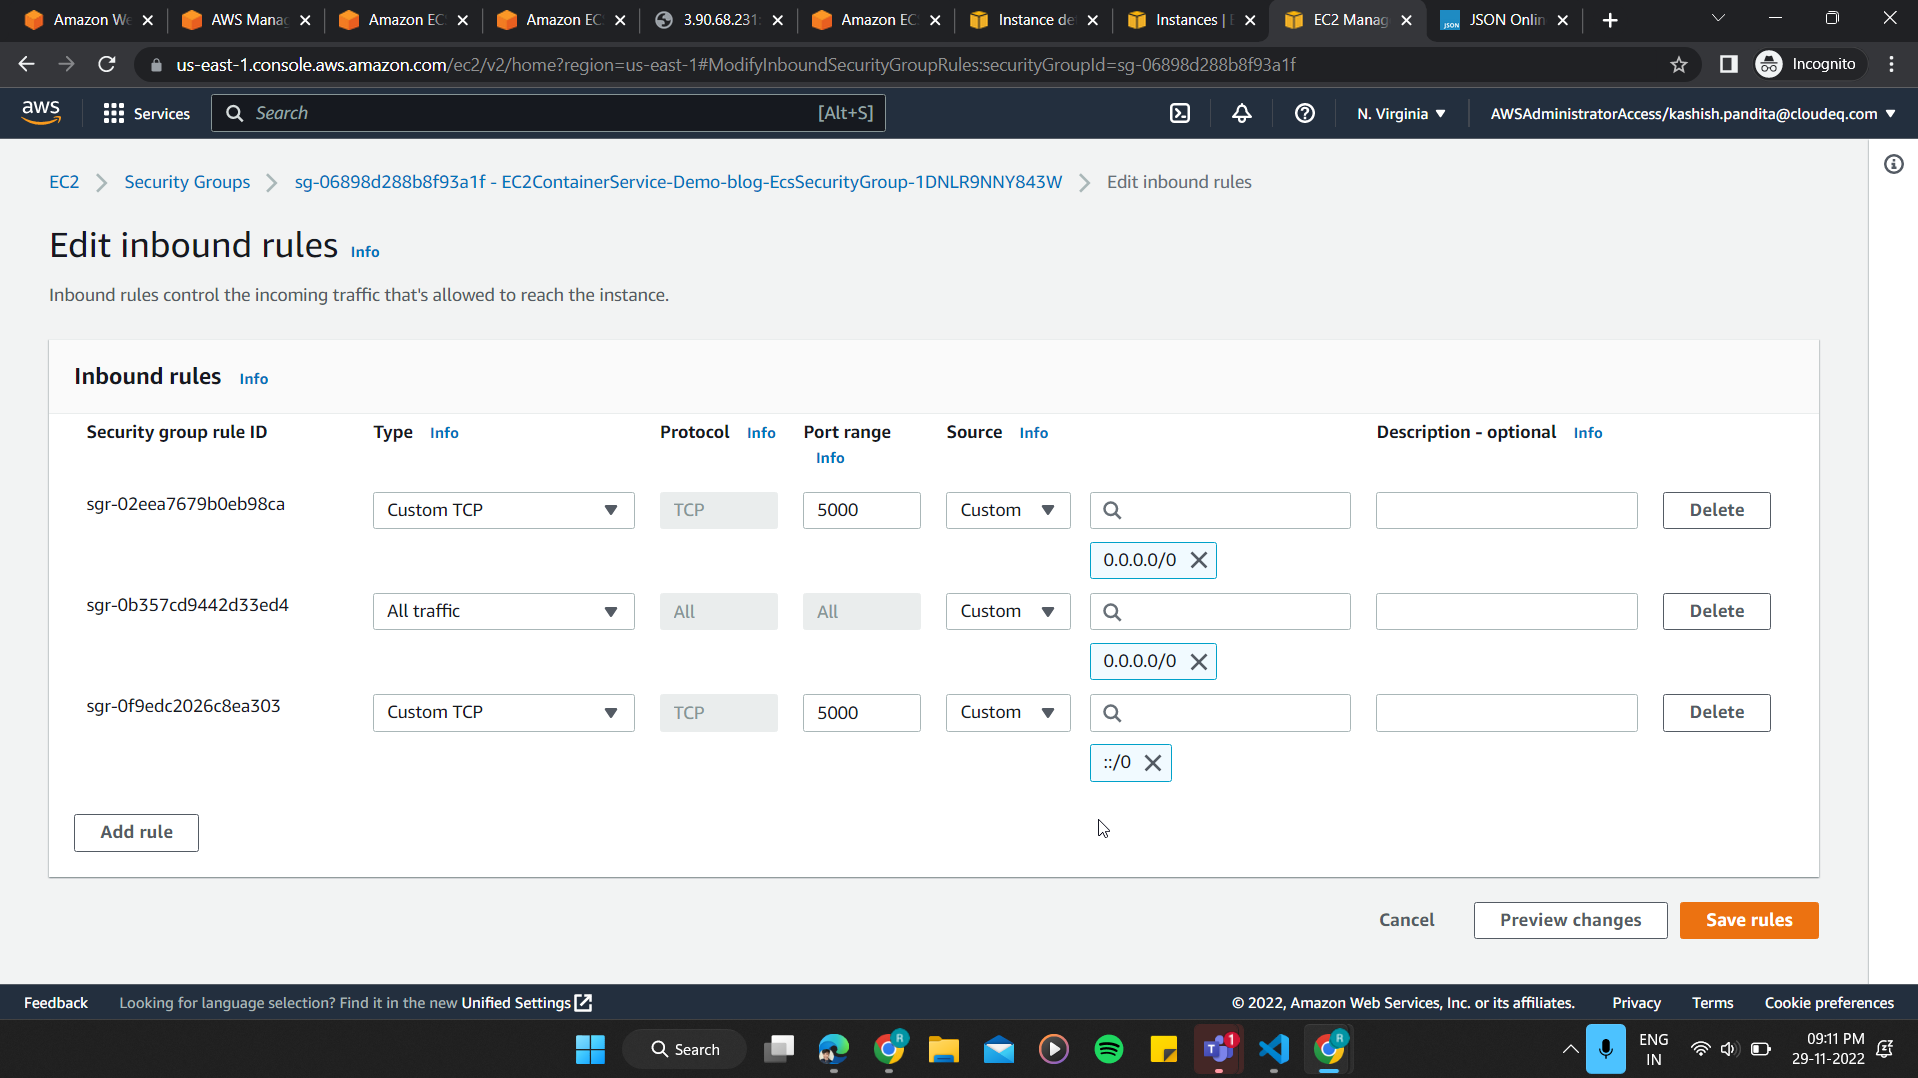 Amazon We
AWS Manag
Amazon EC
Amazon EC
3.90.68.231:
Amazon EC
Instance de
Instances | E
EC2 Manag
JSON Onlin
us-east-1.console.aws.amazon.com/ec2/v2/home?region=us-east-1#ModifyInboundSecurityGroupRules:securityGroupId=sg-06898d288b8f93a1f
Incognito
aws
Services
Search
[Alt+S]
N. Virginia
AWSAdministratorAccess/kashish.pandita@cloudeq.com
EC2
Security Groups
sg-06898d288b8f93a1f - EC2ContainerService-Demo-blog-EcsSecurityGroup-1DNLR9NNY843W
Edit inbound rules
Edit inbound rules Info
Inbound rules control the incoming traffic that's allowed to reach the instance.
Inbound rules Info
Security group rule ID
Type Info
Protocol Info
Port range
Info
Source Info
Description - optional Info
sgr-02eea7679b0eb98ca
Custom TCP
TCP
5000
Custom
Delete
0.0.0.0/0
sgr-0b357cd9442d33ed4
All traffic
All
All
Custom
Delete
0.0.0.0/0
sgr-0f9edc2026c8ea303
Custom TCP
TCP
5000
Custom
Delete
::/0
Add rule
Cancel
Preview changes
Save rules
Feedback
Looking for language selection? Find it in the new Unified Settings
© 2022, Amazon Web Services, Inc. or its affiliates.
Privacy
Terms
Cookie preferences
Search
R
1
R
ENG
IN
09:11 PM
29-11-2022